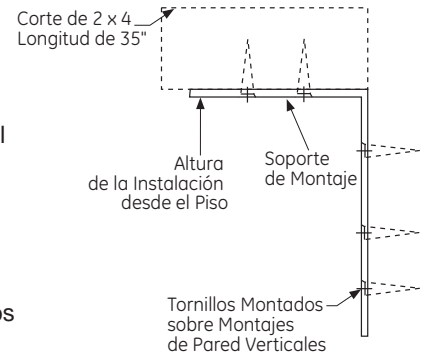 Corte de 2 x 4
Longitud de 35"
l
Altura
de la Instalación
desde el Piso
Soporte
de Montaje
os
Tornillos Montados
sobre Montajes
de Pared Verticales